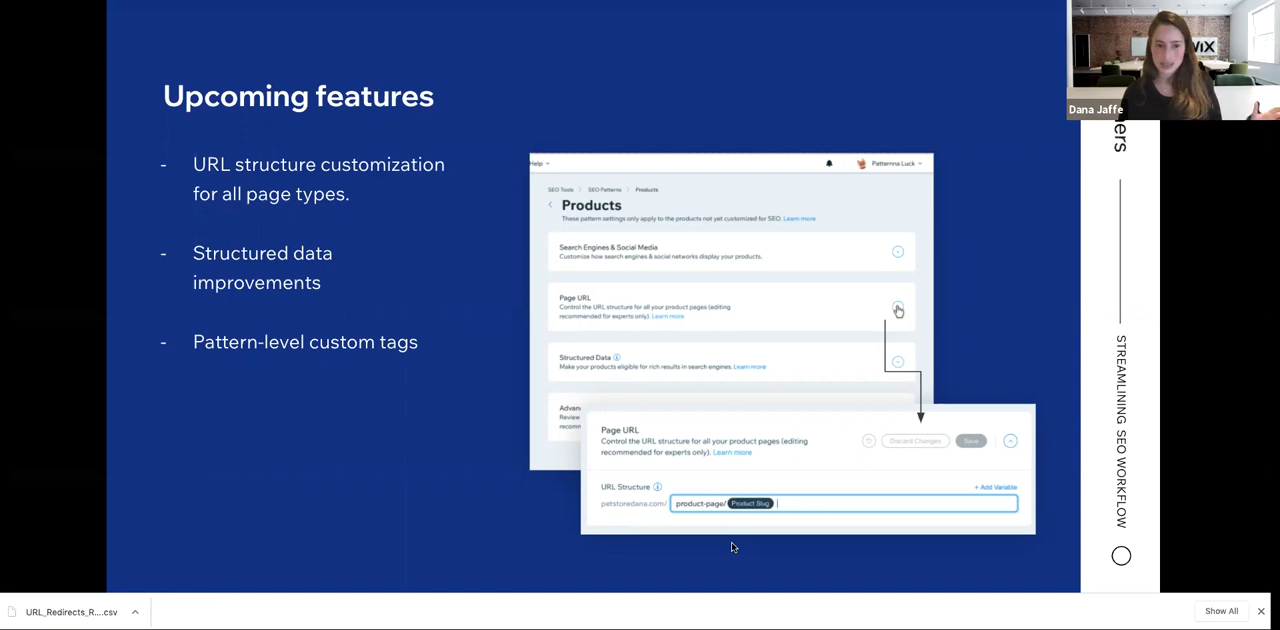 Upcoming features
- URL structure customization
for all page types.
- Structured data
improvements
- Pattern-level custom tags
Help
Patternna Luck
SEO Tools > SEO Patterns > Products
Products
These pattern settings only apply to the products not yet customized for SEO. Learn more
Search Engines & Social Media
Customize how search engines & social networks display your products.
Page URL
Control the URL structure for all your product pages (editing
recommended for experts only). Learn more
Structured Data
Make your products eligible for rich results in search engines. Learn more
Advan
Review
recomm
Page URL
Control the URL structure for all your product pages (editing
recommended for experts only). Learn more
Discard Changes
Save
URL Structure
+ Add Variable
petstoredana.com/
product-page/ Product Slug
WIX
Dana Jaffe
ers
STREAMLINING SEO WORKFLOW
URL_Redirects_R....csv
Show All